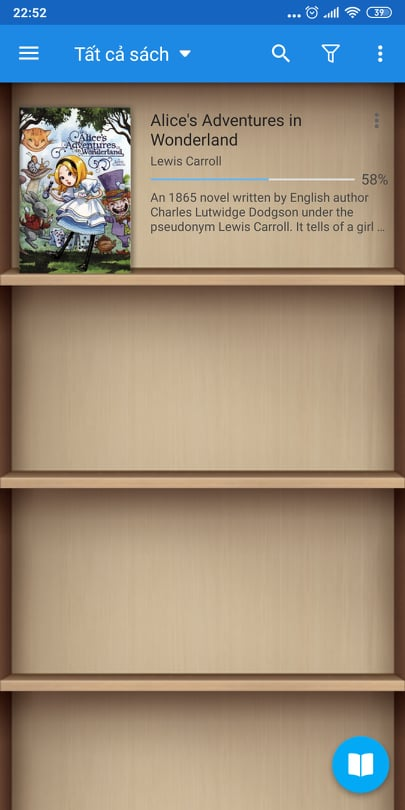 22:52
39
Tất cả sách
Alice's Adventures in
Wonderland
Lewis Carroll
58%
An 1865 novel written by English author
Charles Lutwidge Dodgson under the
pseudonym Lewis Carroll. It tells of a girl ...
Alice's
Adventures
in Wonderland